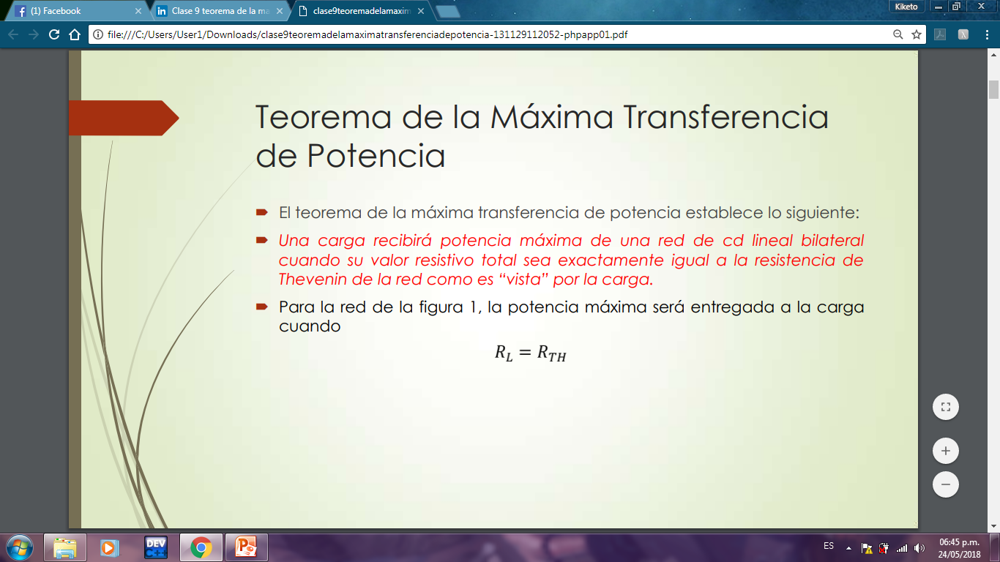 (1) Facebook
Clase 9 teorema de la ma
clase9teoremadelamaxim
Kiketo
file:///C:/Users/User1/Downloads/clase9teoremadelamaximatransferenciadepotencia-131129112052-phpapp01.pdf
Teorema de la Máxima Transferencia
de Potencia
El teorema de la máxima transferencia de potencia establece lo siguiente:
Una carga recibirá potencia máxima de una red de cd lineal bilateral
cuando su valor resistivo total sea exactamente igual a la resistencia de
Thevenin de la red como es “vista” por la carga.
Para la red de la figura 1, la potencia máxima será entregada a la carga
cuando
R_L = R_TH
DEV
C++
ES
06:45 p.m.
24/05/2018